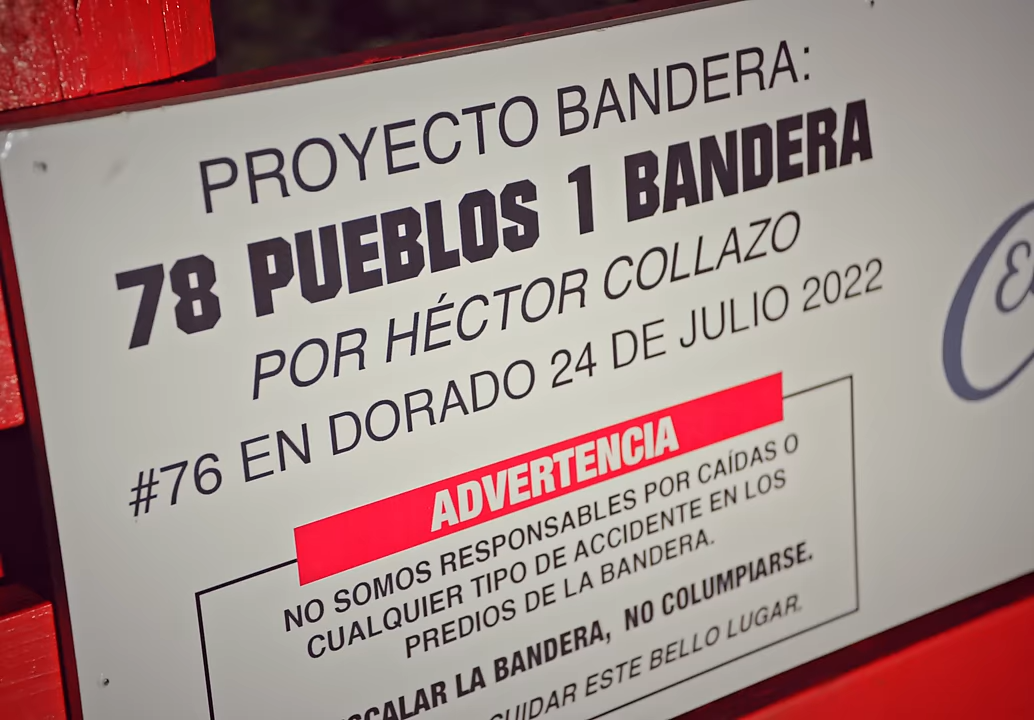 PROYECTO BANDERA:
78 PUEBLOS 1 BANDERA
POR HÉCTOR COLLAZO
#76 EN DORADO 24 DE JULIO 2022
ADVERTENCIA
NO SOMOS RESPONSABLES POR CAÍDAS O
CUALQUIER TIPO DE ACCIDENTE EN LOS
PREDIOS DE LA BANDERA.
LA BANDERA, NO COLUMPIARSE.
ESTE BELLO LUGAR.